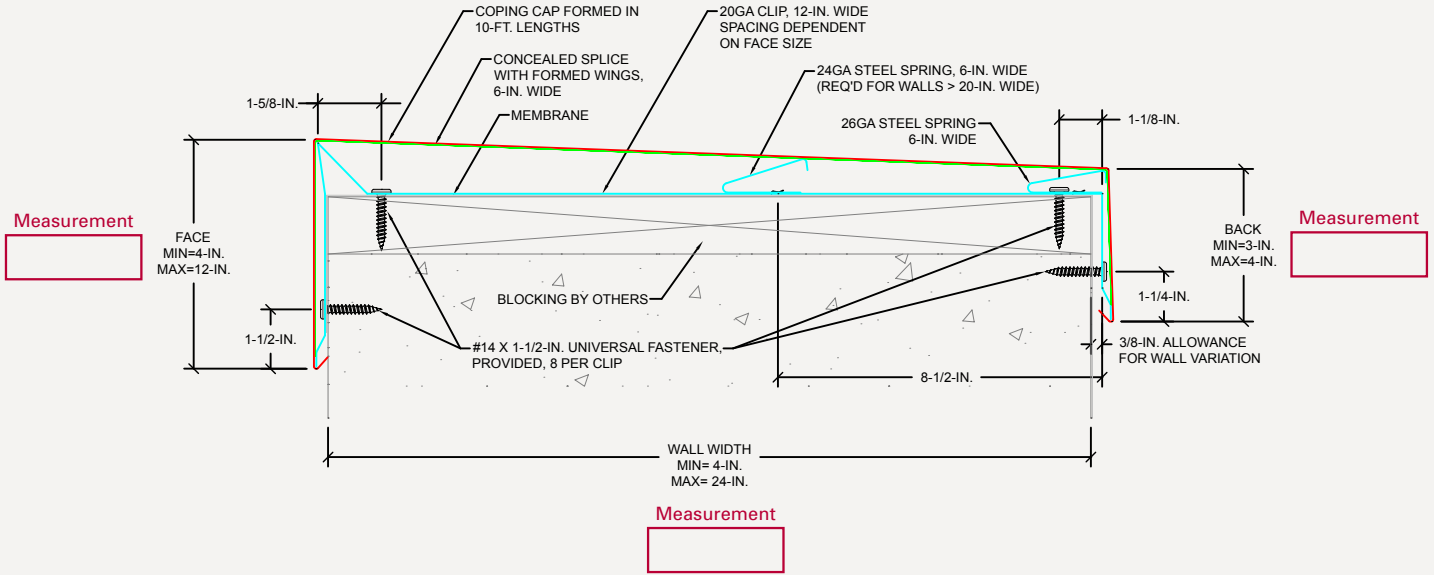 COPING CAP FORMED IN
10-FT. LENGTHS
20GA CLIP, 12-IN. WIDE
SPACING DEPENDENT
ON FACE SIZE
CONCEALED SPLICE
WITH FORMED WINGS,
6-IN. WIDE
24GA STEEL SPRING, 6-IN. WIDE
(REQ'D FOR WALLS > 20-IN. WIDE)
1-5/8-IN.
MEMBRANE
26GA STEEL SPRING
6-IN. WIDE
1-1/8-IN.
Measurement
FACE
MIN=4-IN.
MAX=12-IN.
BACK
MIN=3-IN.
MAX=4-IN.
Measurement
BLOCKING BY OTHERS
1-1/4-IN.
1-1/2-IN.
#14 X 1-1/2-IN. UNIVERSAL FASTENER,
PROVIDED, 8 PER CLIP
3/8-IN. ALLOWANCE
FOR WALL VARIATION
8-1/2-IN.
WALL WIDTH
MIN= 4-IN.
MAX= 24-IN.
Measurement